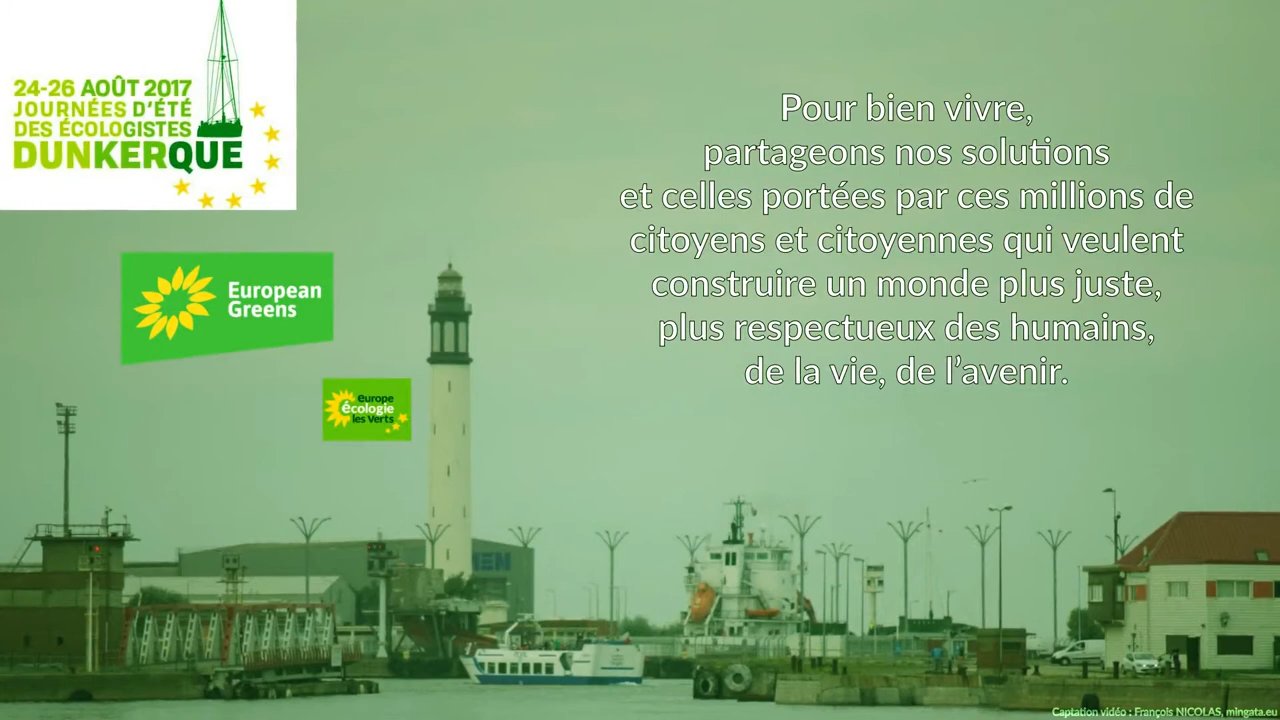 24-26 AOÛT 2017
JOURNÉES D'ÉTÉ
DES ÉCOLOGISTES
DUNKERQUE
Pour bien vivre,
partageons nos solutions
et celles portées par ces millions de
citoyens et citoyennes qui veulent
construire un monde plus juste,
plus respectueux des humains,
de la vie, de l’avenir.
European
Greens
europe
écologie
les Verts
Captation vidéo : François NICOLAS, mingata.eu